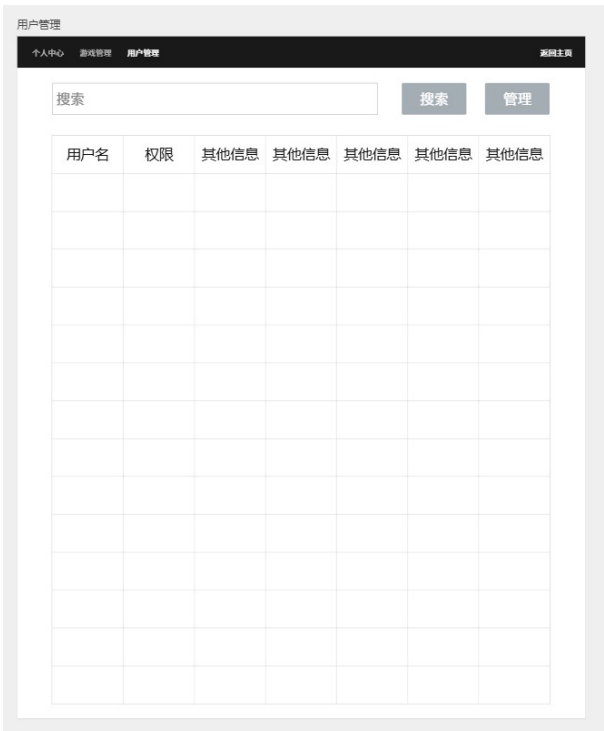 用户管理
个人中心 游戏管理 用户管理 返回主页
搜索 搜索 管理
用户名 权限 其他信息 其他信息 其他信息 其他信息 其他信息